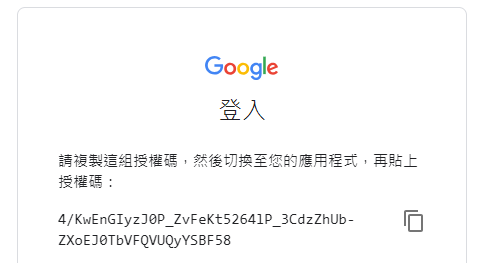 Google
登入
請複製這組授權碼，然後切換至您的應用程式，再貼上
授權碼：
4/KwEnGIyzJ0P_ZvFeKt52641P_3CdzZhUb-
ZXoEJ0TbVFQVUQyYSBF58